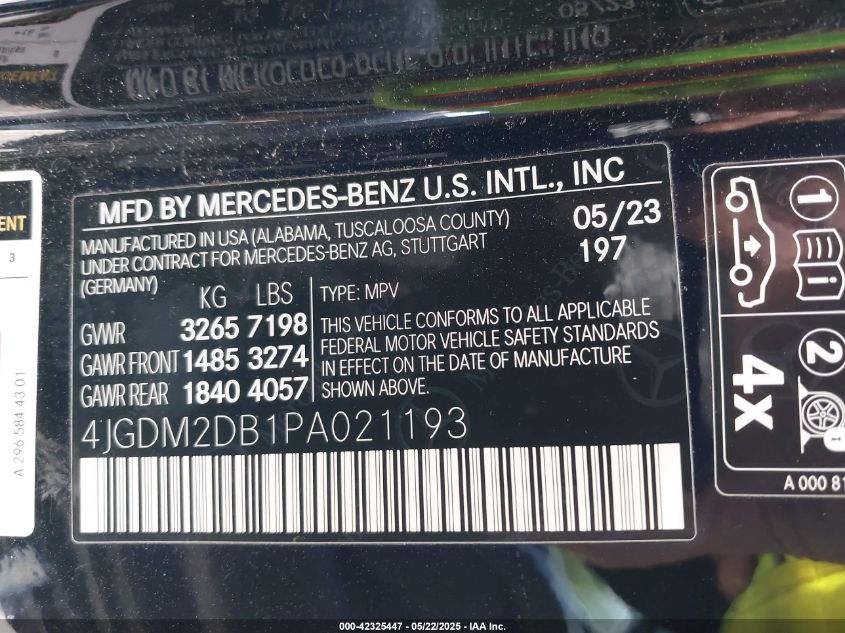 05/23
MFD BY MERCEDES-BENZ U.S. INTL., INC
MANUFACTURED IN USA (ALABAMA, TUSCALOOSA COUNTY)
UNDER CONTRACT FOR MERCEDES-BENZ AG, STUTTGART
(GERMANY)
05/23
197
KG LBS
GVWR 3265 7198
GAWR FRONT 1485 3274
GAWR REAR 1840 4057
TYPE: MPV
THIS VEHICLE CONFORMS TO ALL APPLICABLE
FEDERAL MOTOR VEHICLE SAFETY STANDARDS
IN EFFECT ON THE DATE OF MANUFACTURE
SHOWN ABOVE.
4JGDM2DB1PA021193
3
A 296 584 43 01
1
2
4x
A 000 81
000-42325447 - 05/22/2025 - IAA Inc.